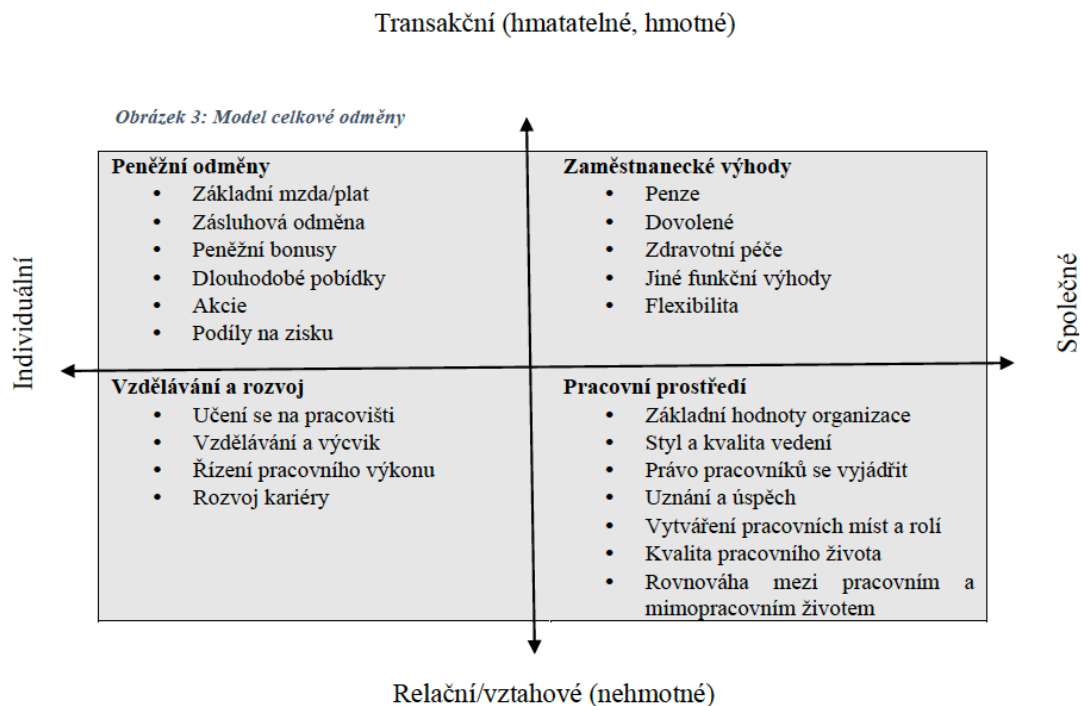 Transakční (hmatatelné, hmotné)
Obrázek 3: Model celkové odměny
Individuální
Společné
Peněžní odměny
• Základní mzda/plat
• Zásluhová odměna
• Peněžní bonusy
• Dlouhodobé pobídky
• Akcie
• Podíly na zisku
Zaměstnanecké výhody
• Penze
• Dovolené
• Zdravotní péče
• Jiné funkční výhody
• Flexibilita
Vzdělávání a rozvoj
• Učení se na pracovišti
• Vzdělávání a výcvik
• Řízení pracovního výkonu
• Rozvoj kariéry
Pracovní prostředí
• Základní hodnoty organizace
• Styl a kvalita vedení
• Právo pracovníků se vyjádřit
• Uznání a úspěch
• Vytváření pracovních míst a rolí
• Kvalita pracovního života
• Rovnováha mezi pracovním a
mimopracovním životem
Relační/vztahové (nehmotné)